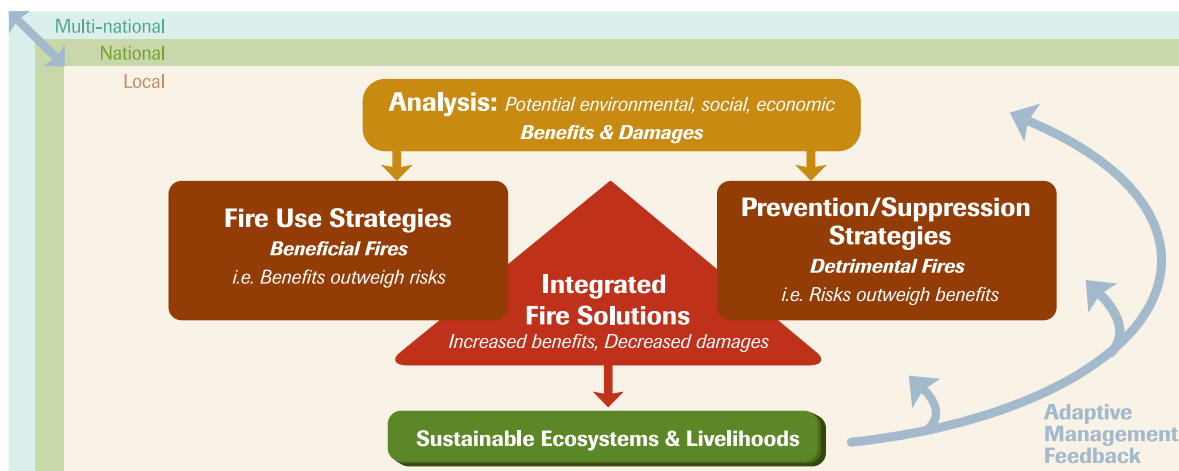 Multi-national
National
Local
Analysis: Potential environmental, social, economic
Benefits & Damages
Fire Use Strategies
Beneficial Fires
i.e. Benefits outweigh risks
Prevention/Suppression
Strategies
Detrimental Fires
i.e. Risks outweigh benefits
Integrated
Fire Solutions
Increased benefits, Decreased damages
Sustainable Ecosystems & Livelihoods
Adaptive
Management
Feedback